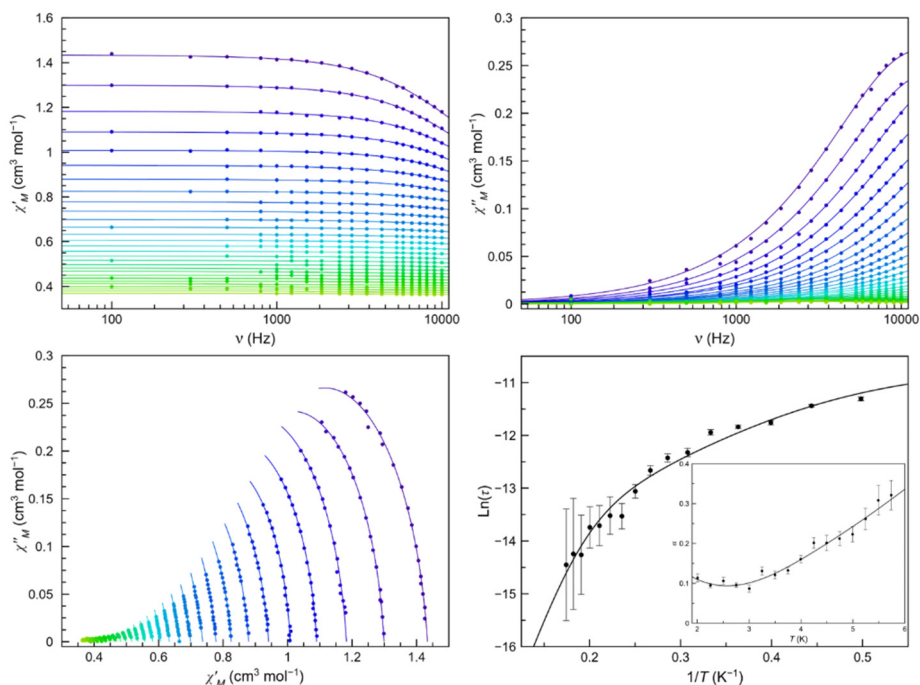 χ′_M (cm³ mol⁻¹)
1.6
1.4
1.2
1
0.8
0.6
0.4
100 1000 10000
ν (Hz)
χ″_M (cm³ mol⁻¹)
0.3
0.25
0.2
0.15
0.1
0.05
0
100 1000 10000
ν (Hz)
χ″_M (cm³ mol⁻¹)
0.3
0.25
0.2
0.15
0.1
0.05
0
0.4 0.6 0.8 1 1.2 1.4
χ′_M (cm³ mol⁻¹)
Ln(τ)
−11
−12
−13
−14
−15
−16
0.2 0.3 0.4 0.5
1/T (K⁻¹)
α
0.4
0.3
0.2
0.1
0
2 3 4 5 6
T (K)